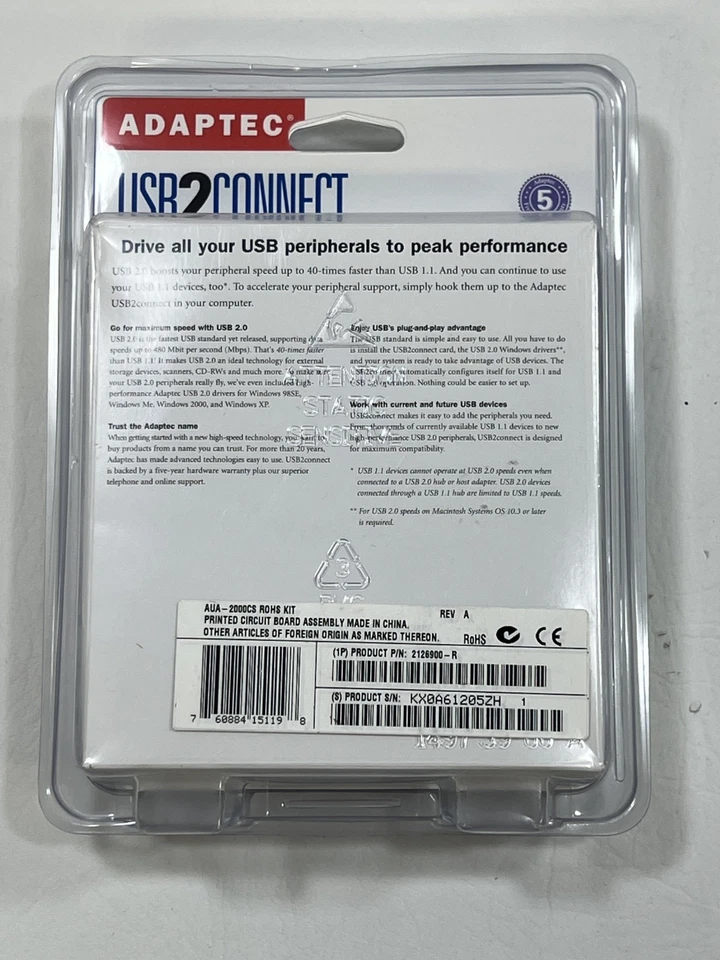 ADAPTEC
USB2CONNECT
Adaptec
5
Drive all your USB peripherals to peak performance
USB 2.0 boosts your peripheral speed up to 40-times faster than USB 1.1. And you can continue to use
your USB 1.1 devices, too*. To accelerate your peripheral support, simply hook them up to the Adaptec
USB2connect in your computer.
Go for maximum speed with USB 2.0
USB 2.0 is the fastest USB standard yet released, supporting data
speeds up to 480 Mbit per second (Mbps). That's 40-times faster
than USB 1.1! It makes USB 2.0 an ideal technology for external
storage devices, scanners, CD-RWs and much more. To make sure
your USB 2.0 peripherals really fly, we've even included high-
performance Adaptec USB 2.0 drivers for Windows 98SE,
Windows Me, Windows 2000, and Windows XP.
Trust the Adaptec name
When getting started with a new high-speed technology, you want to
buy products from a name you can trust. For more than 20 years,
Adaptec has made advanced technologies easy to use. USB2connect
is backed by a five-year hardware warranty plus our superior
telephone and online support.
Enjoy USB's plug-and-play advantage
The USB standard is simple and easy to use. All you have to do
is install the USB2connect card, the USB 2.0 Windows drivers**,
and your system is ready to take advantage of USB devices. The
USB2connect automatically configures itself for USB 1.1 and
USB 2.0 operation. Nothing could be easier to set up.
Work with current and future USB devices
USB2connect makes it easy to add the peripherals you need.
From thousands of currently available USB 1.1 devices to new
high-performance USB 2.0 peripherals, USB2connect is designed
for maximum compatibility.
* USB 1.1 devices cannot operate at USB 2.0 speeds even when
connected to a USB 2.0 hub or host adapter. USB 2.0 devices
connected through a USB 1.1 hub are limited to USB 1.1 speeds.
** For USB 2.0 speeds on Macintosh Systems OS 10.3 or later
is required.
ATTENTION
STATIC
SENSITIVE
3
PVC
AUA-2000CS ROHS KIT REV A
PRINTED CIRCUIT BOARD ASSEMBLY MADE IN CHINA.
OTHER ARTICLES OF FOREIGN ORIGIN AS MARKED THEREON. RoHS CE
(1P) PRODUCT P/N: 2126900-R
(S) PRODUCT S/N: KX0A61205ZH 1
7 60884 15119 8